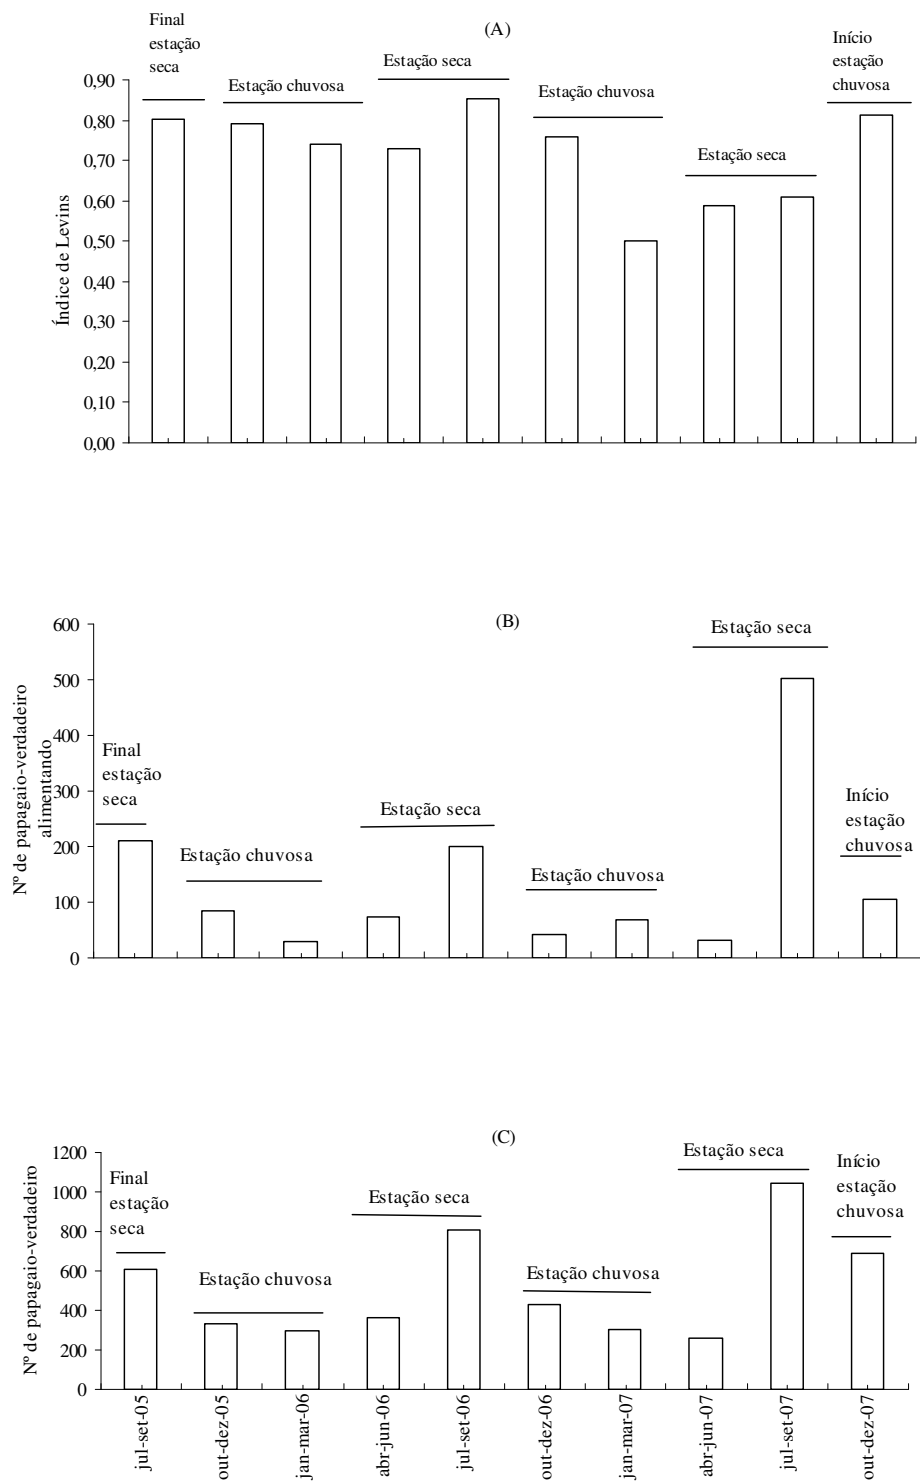 (A)
Final
estação
seca
Estação chuvosa
Estação seca
Estação chuvosa
Estação seca
Início
estação
chuvosa
Índice de Levins
0,90
0,80
0,70
0,60
0,50
0,40
0,30
0,20
0,10
0,00
(B)
Final
estação
seca
Estação chuvosa
Estação seca
Estação chuvosa
Estação seca
Início
estação
chuvosa
Nº de papagaio-verdadeiro
alimentando
600
500
400
300
200
100
0
(C)
Final
estação
seca
Estação chuvosa
Estação seca
Estação chuvosa
Estação seca
Início
estação
chuvosa
Nº de papagaio-verdadeiro
1200
1000
800
600
400
200
0
jul-set-05
out-dez-05
jan-mar-06
abr-jun-06
jul-set-06
out-dez-06
jan-mar-07
abr-jun-07
jul-set-07
out-dez-07